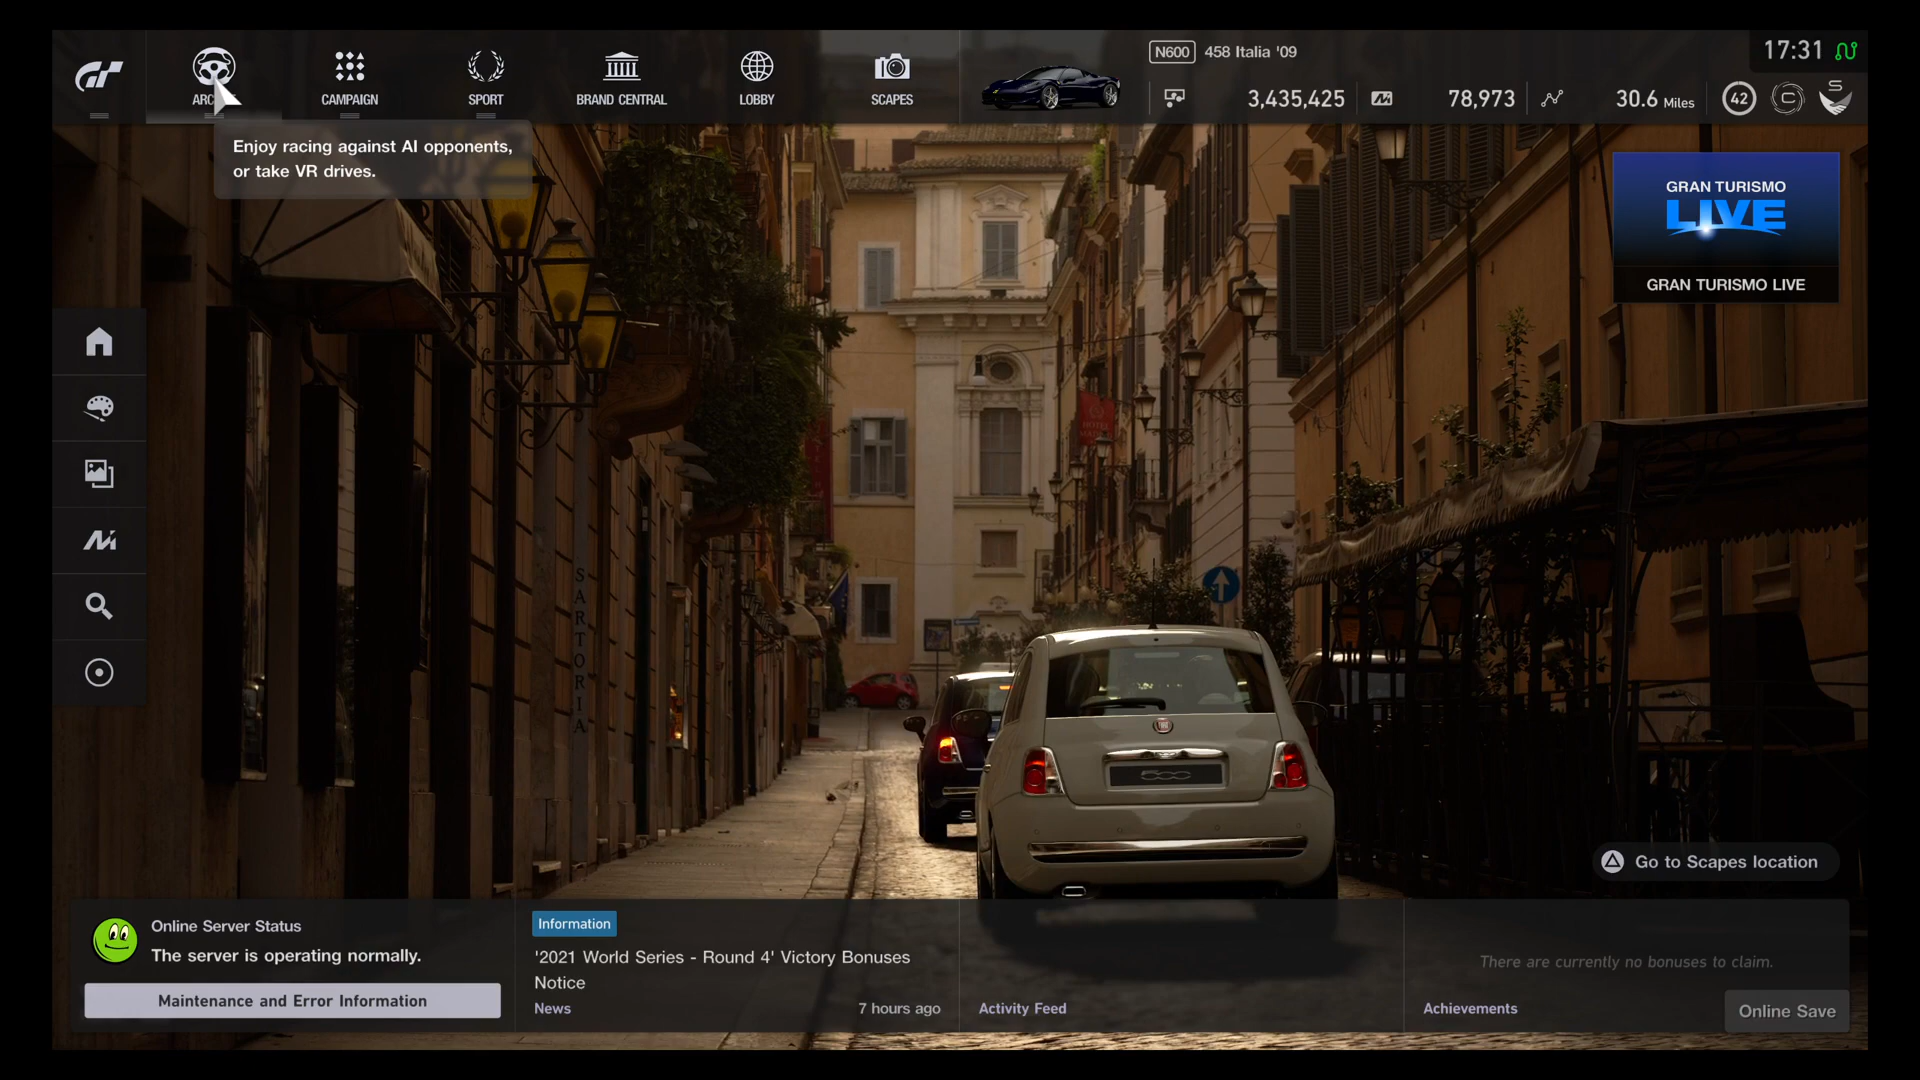 GT
ARC
CAMPAIGN
SPORT
BRAND CENTRAL
LOBBY
SCAPES
N600 458 Italia '09
3,435,425
78,973
30.6 Miles
42
C
S
17:31
Enjoy racing against AI opponents,
or take VR drives.
GRAN TURISMO
LIVE
GRAN TURISMO LIVE
SARTORIA
HOTEL
500
Go to Scapes location
Online Server Status
The server is operating normally.
Maintenance and Error Information
Information
'2021 World Series - Round 4' Victory Bonuses
Notice
News
7 hours ago
Activity Feed
There are currently no bonuses to claim.
Achievements
Online Save